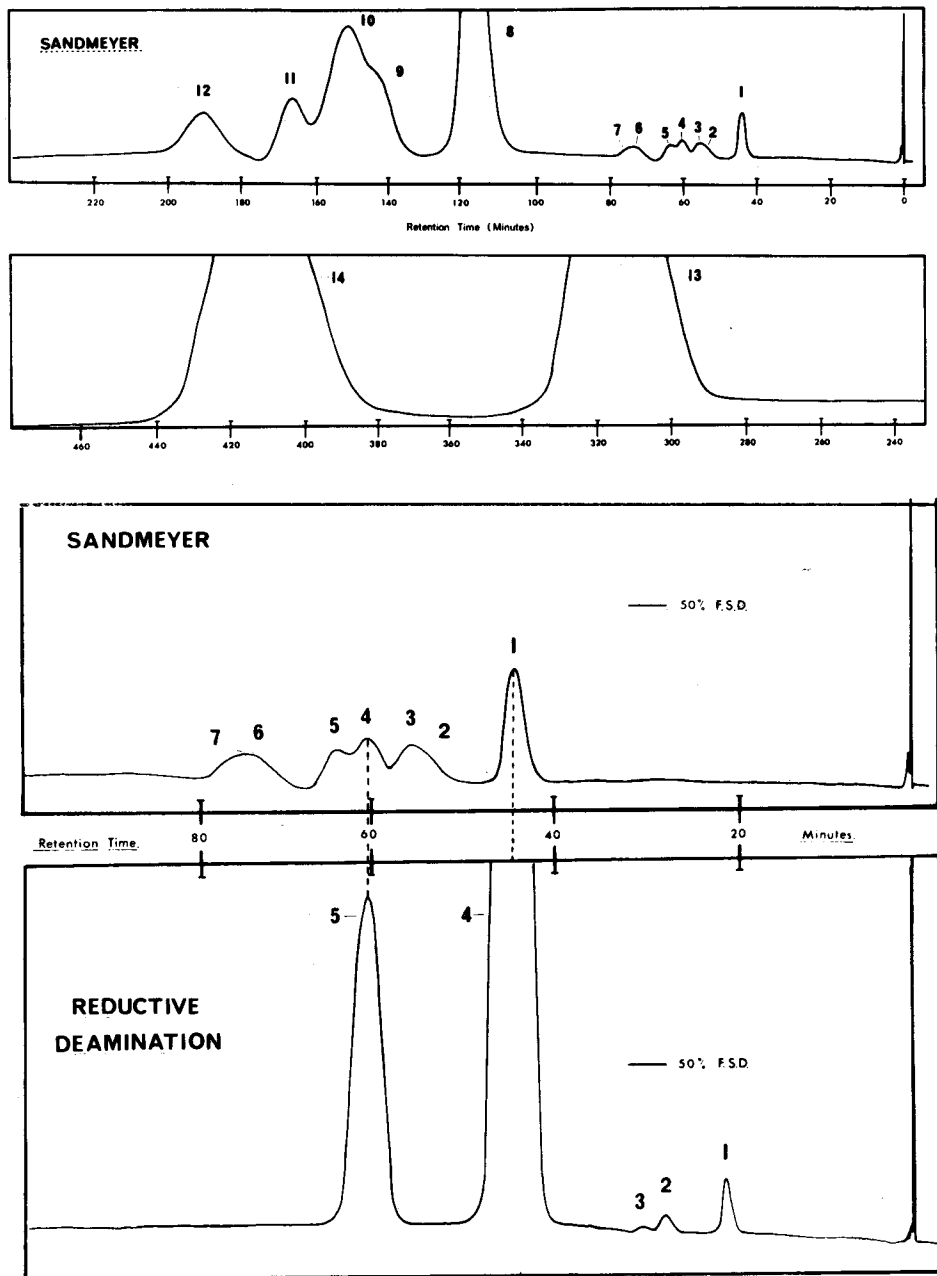 SANDMEYER
12 11 10 9 8 7 6 5 4 3 2 1
220 200 180 160 140 120 100 80 60 40 20 0
Retention Time (Minutes)
14 13
460 440 420 400 380 360 340 320 300 280 260 240
SANDMEYER
50% F.S.D.
7 6 5 4 3 2 1
Retention Time. 80 60 40 20 Minutes.
5 4
REDUCTIVE
DEAMINATION
50% F.S.D.
3 2 1